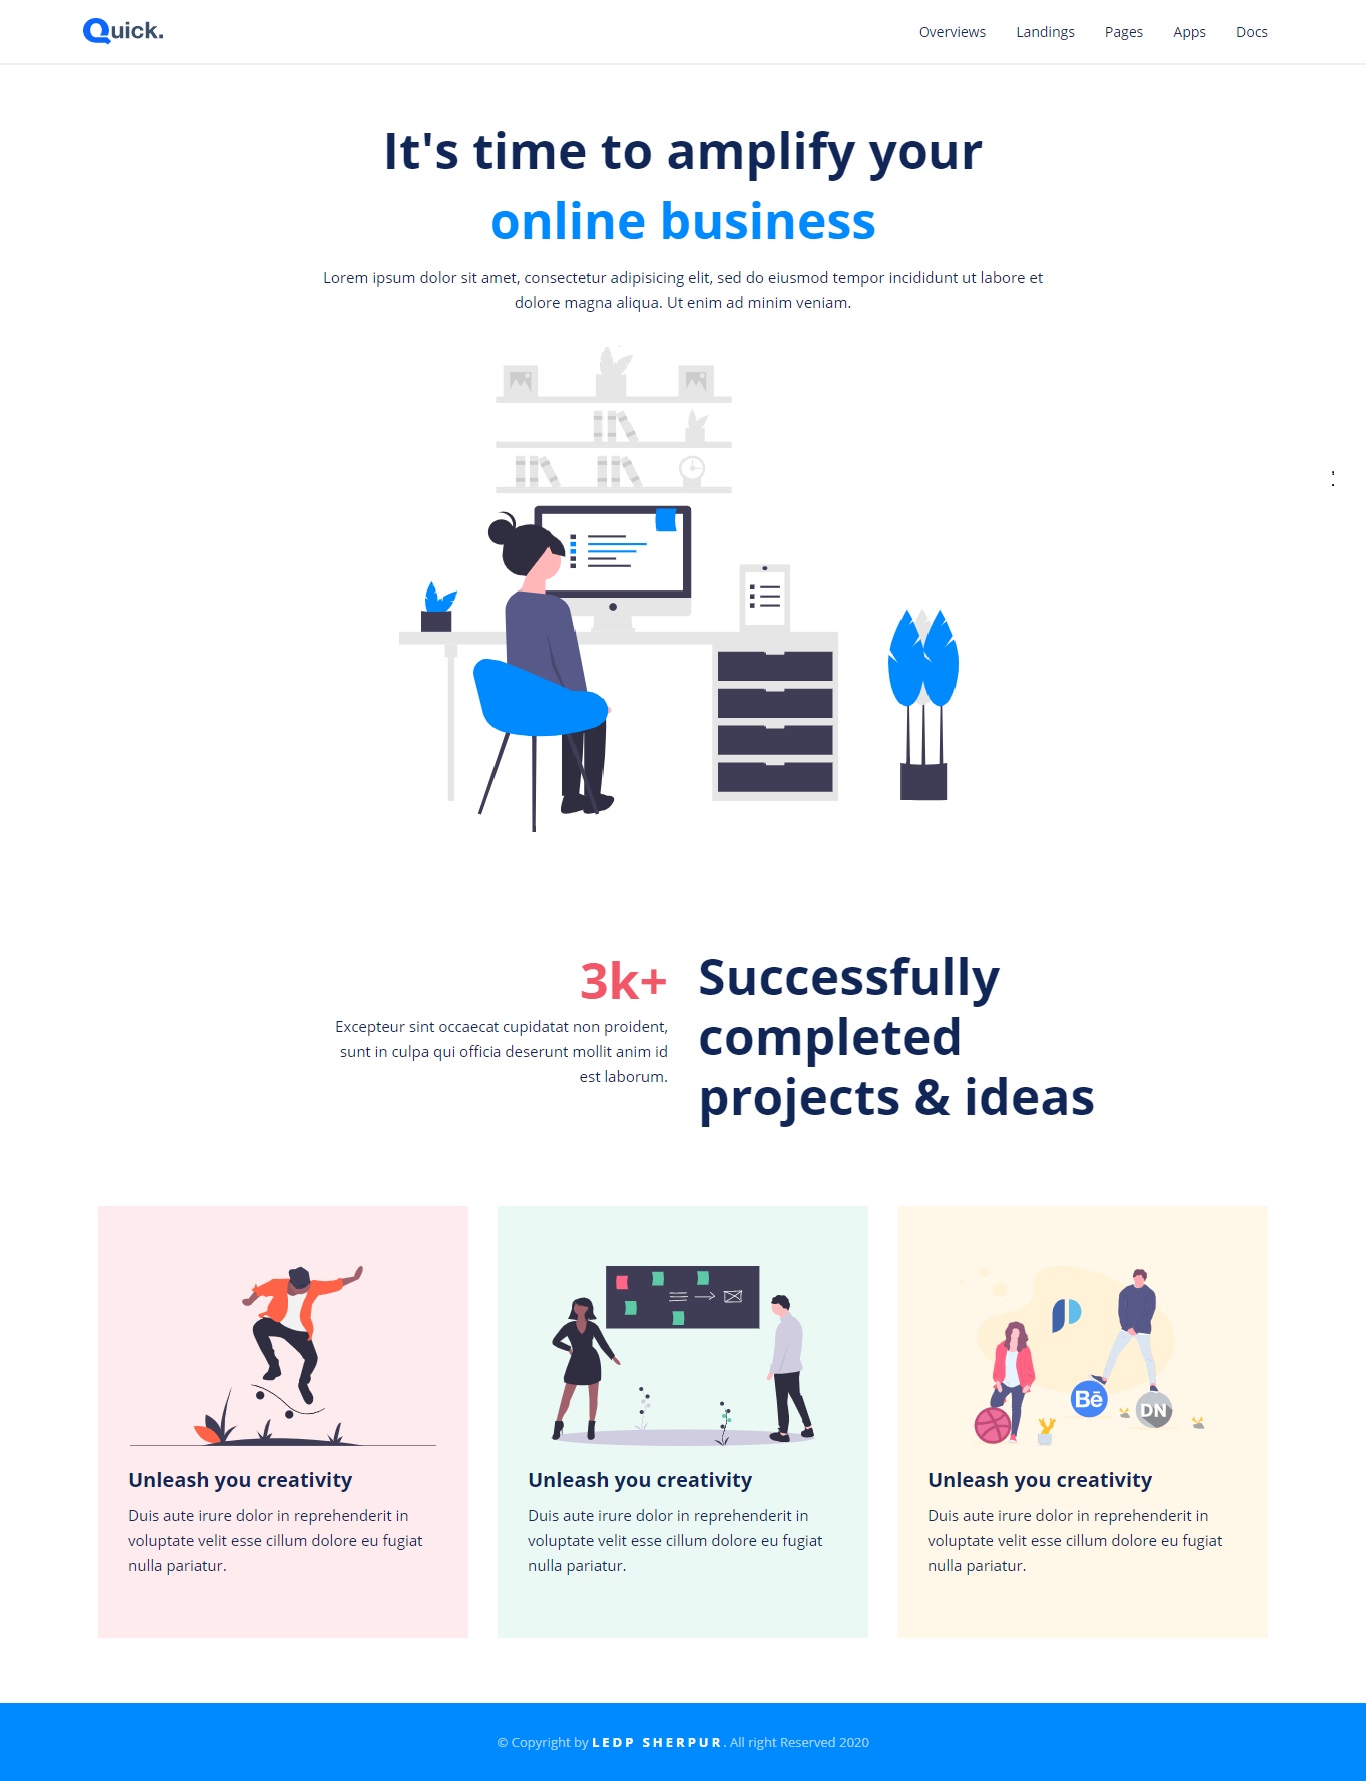 Quick.
Overviews Landings Pages Apps Docs
It's time to amplify your
online business
Lorem ipsum dolor sit amet, consectetur adipisicing elit, sed do eiusmod tempor incididunt ut labore et
dolore magna aliqua. Ut enim ad minim veniam.
3k+
Excepteur sint occaecat cupidatat non proident,
sunt in culpa qui officia deserunt mollit anim id
est laborum.
Successfully
completed
projects & ideas
Bē
DN
Unleash you creativity
Duis aute irure dolor in reprehenderit in
voluptate velit esse cillum dolore eu fugiat
nulla pariatur.
Unleash you creativity
Duis aute irure dolor in reprehenderit in
voluptate velit esse cillum dolore eu fugiat
nulla pariatur.
Unleash you creativity
Duis aute irure dolor in reprehenderit in
voluptate velit esse cillum dolore eu fugiat
nulla pariatur.
© Copyright by LEDP SHERPUR. All right Reserved 2020